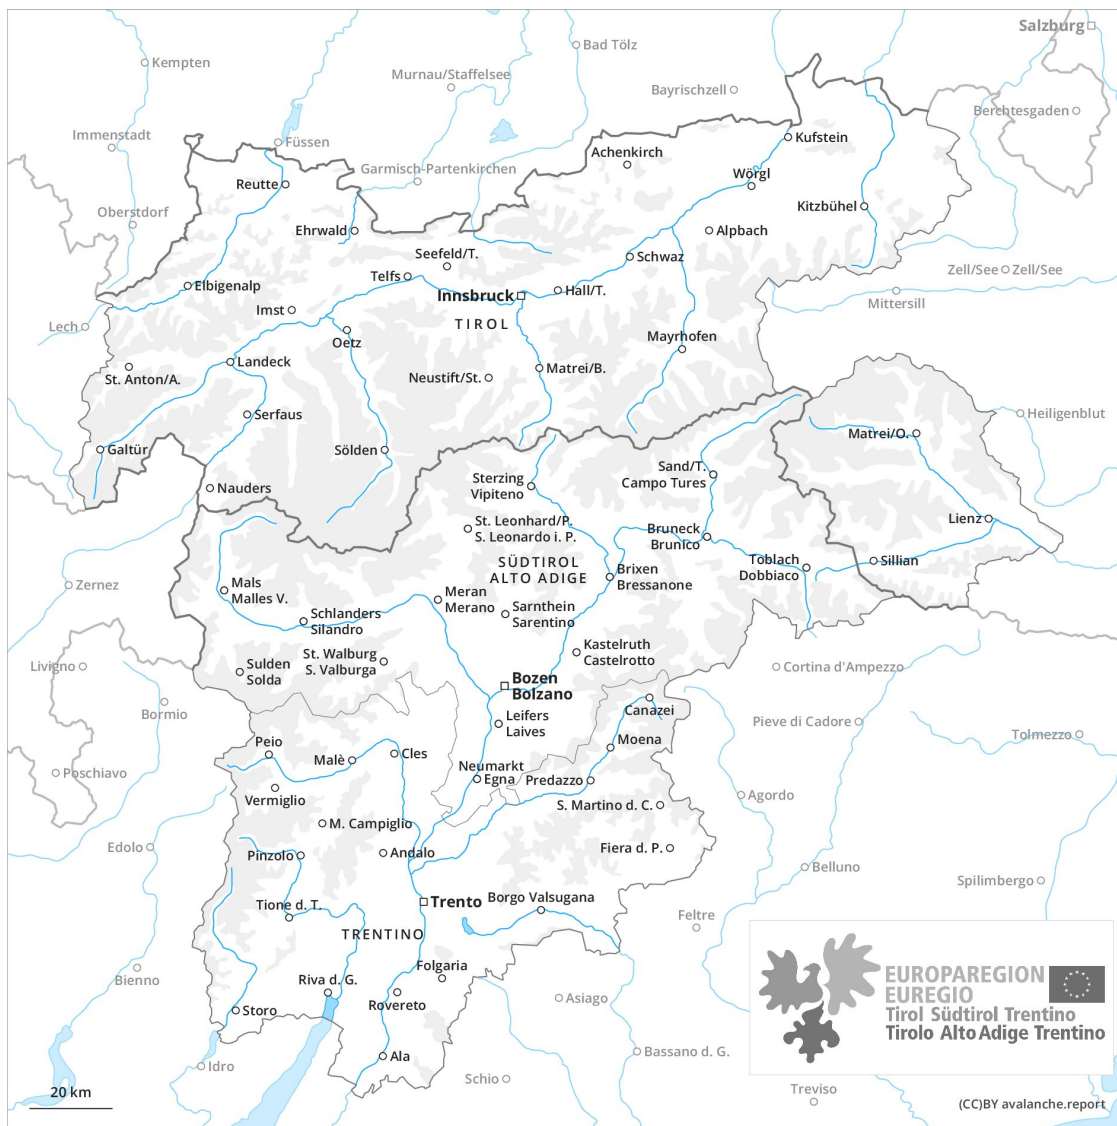 Salzburg
Kempten
Bad Tölz
Murnau/Staffelsee
Bayrischzell
Berchtesgaden
Immenstadt
Füssen
Kufstein
Achenkirch
Garmisch-Partenkirchen
Wörgl
Reutte
Kitzbühel
Oberstdorf
Ehrwald
Alpbach
Seefeld/T.
Schwaz
Telfs
Zell/See
Zell/See
Elbigenalp
Innsbruck
Hall/T.
Mittersill
Imst
TIROL
Lech
Oetz
Mayrhofen
Landeck
Matrei/B.
St. Anton/A.
Neustift/St.
Serfaus
Heiligenblut
Matrei/O.
Galtür
Sölden
Sand/T.
Campo Tures
Sterzing
Vipiteno
Nauders
St. Leonhard/P.
S. Leonardo i. P.
Bruneck
Brunico
Lienz
SÜDTIROL
ALTO ADIGE
Toblach
Dobbiaco
Sillian
Brixen
Bressanone
Zernez
Mals
Malles V.
Meran
Merano
Sarnthein
Sarentino
Schlanders
Silandro
Kastelruth
Castelrotto
St. Walburg
S. Valburga
Livigno
Sulden
Solda
Cortina d'Ampezzo
Bozen
Bolzano
Canazei
Bormio
Leifers
Laives
Pieve di Cadore
Tolmezzo
Peio
Moena
Cles
Malè
Neumarkt
Egna
Predazzo
Poschiavo
Vermiglio
S. Martino d. C.
Agordo
M. Campiglio
Edolo
Pinzolo
Andalo
Fiera d. P.
Belluno
Spilimbergo
Trento
Borgo Valsugana
Tione d. T.
Feltre
TRENTINO
Folgaria
Bienno
Riva d. G.
Rovereto
Asiago
Storo
EUROPAREGION
EUREGIO
Tirol Südtirol Trentino
Tirolo Alto Adige Trentino
Ala
Idro
Bassano d. G.
Schio
Treviso
20 km
(CC)BY avalanche.report